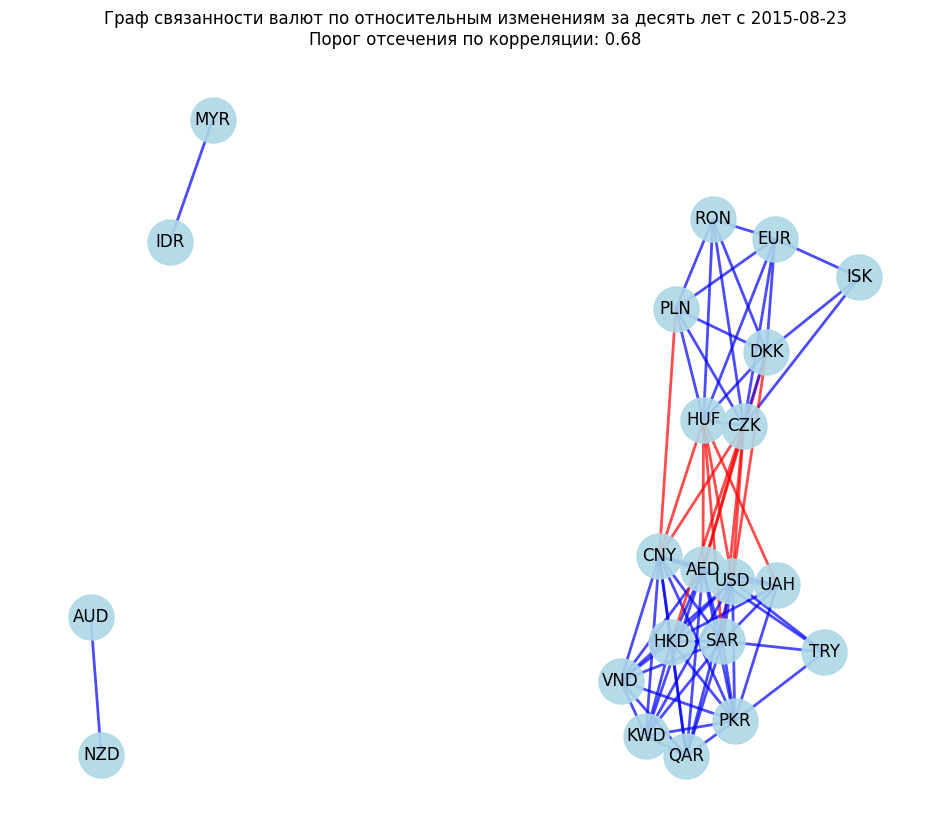 Граф связанности валют по относительным изменениям за десять лет с 2015-08-23
Порог отсечения по корреляции: 0.68
MYR
RON
EUR
IDR
ISK
PLN
DKK
HUF
CZK
CNY
AED
USD
UAH
AUD
HKD
SAR
TRY
VND
PKR
KWD
NZD
QAR